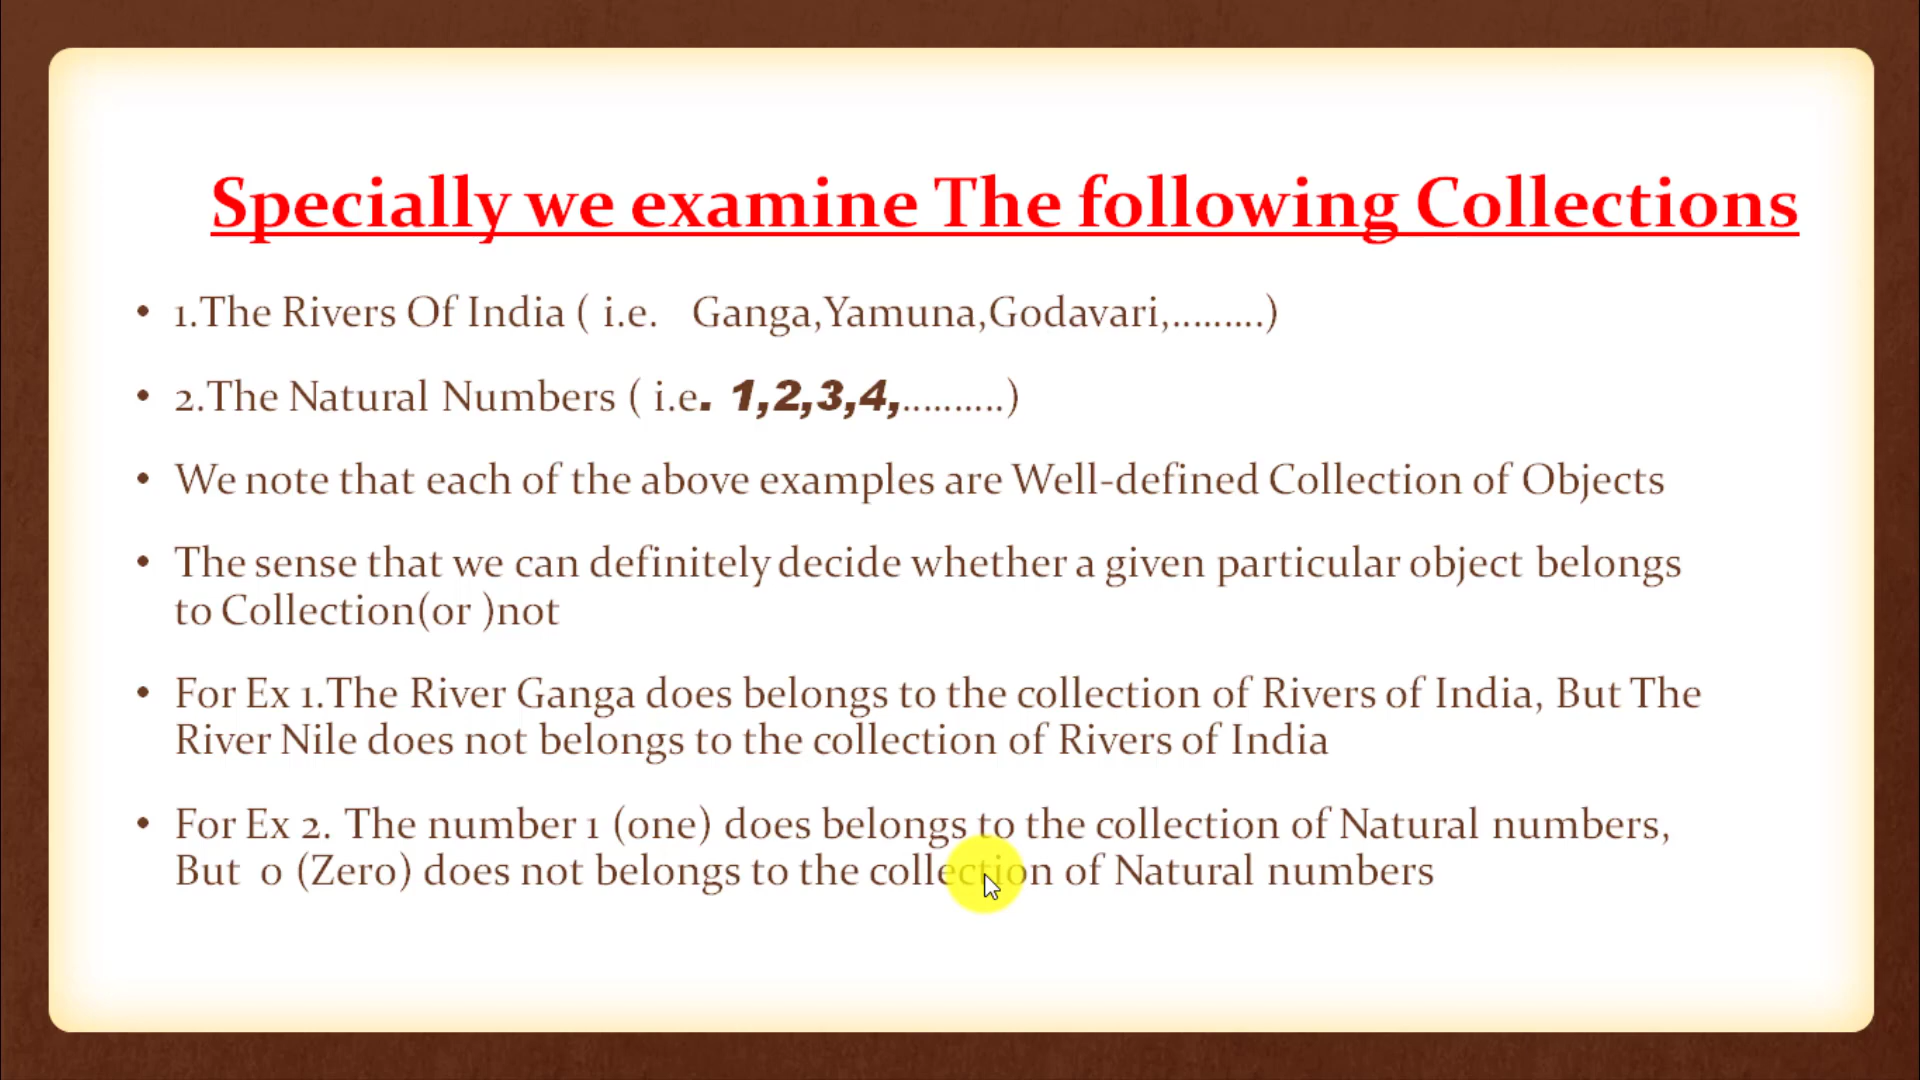 Specially we examine The following Collections
• 1.The Rivers Of India ( i.e. Ganga,Yamuna,Godavari,.........)
• 2.The Natural Numbers ( i.e. 1,2,3,4,..........)
• We note that each of the above examples are Well-defined Collection of Objects
• The sense that we can definitely decide whether a given particular object belongs
to Collection(or )not
• For Ex 1.The River Ganga does belongs to the collection of Rivers of India, But The
River Nile does not belongs to the collection of Rivers of India
• For Ex 2. The number 1 (one) does belongs to the collection of Natural numbers,
But 0 (Zero) does not belongs to the collection of Natural numbers